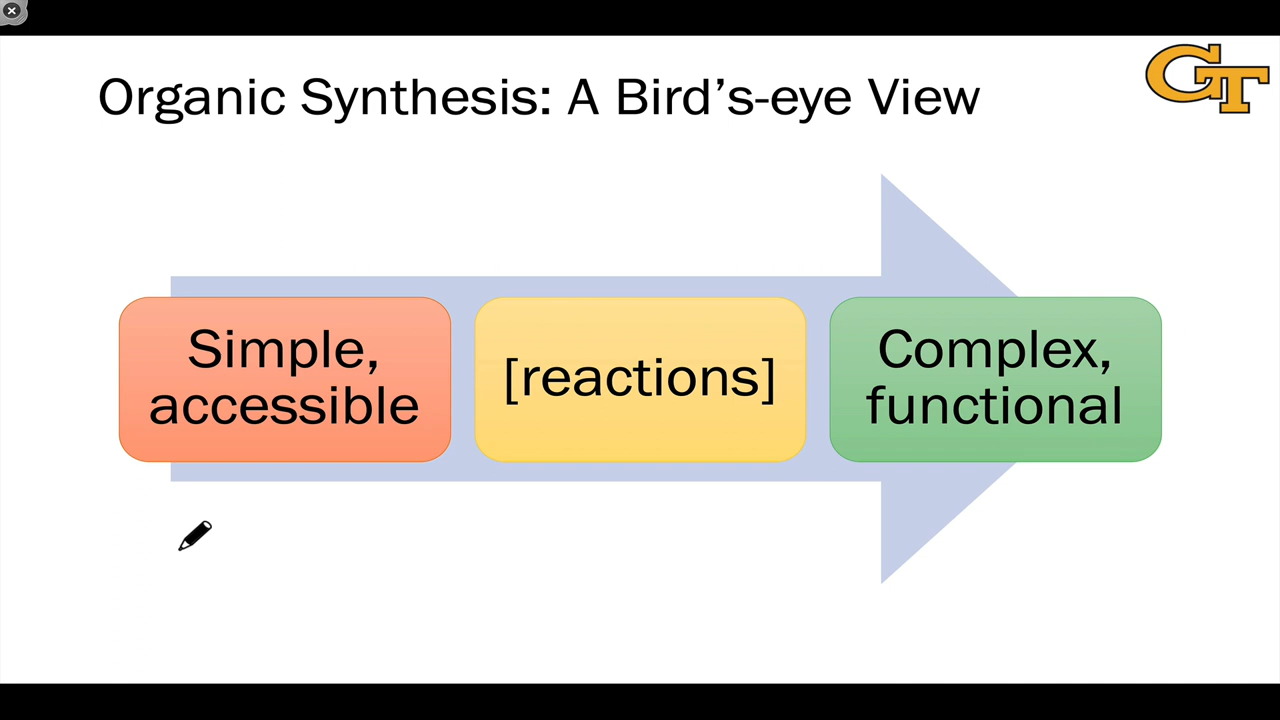 Organic Synthesis: A Bird's-eye View
GT
Simple,
accessible
[reactions]
Complex,
functional